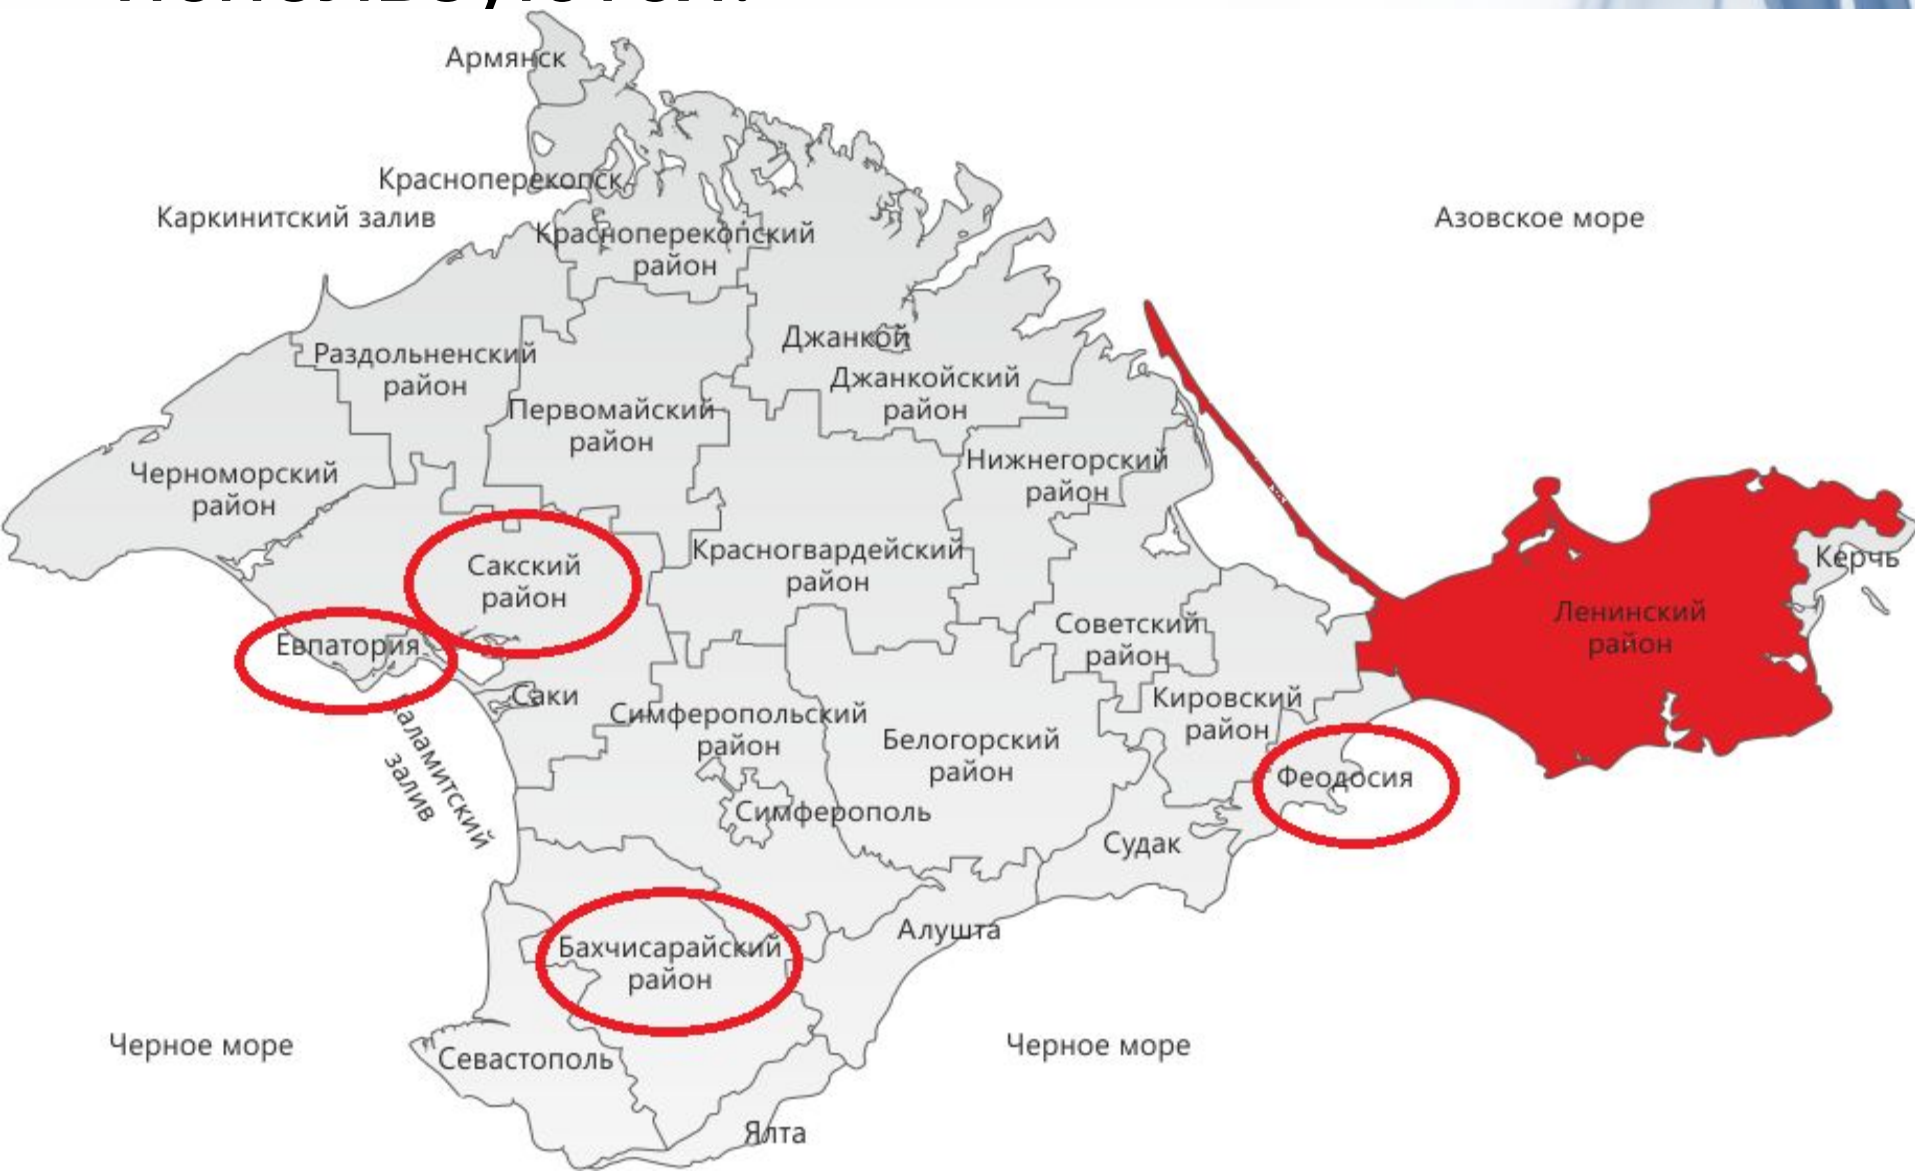 Армянск
Красноперекопск
Каркинитский залив
Азовское море
Красноперекопский
район
Джанкой
Раздольненский
район
Джанкойский
район
Первомайский
район
Нижнегорский
район
Черноморский
район
Красногвардейский
район
Керчь
Сакский
район
Ленинский
район
Евпатория
Советский
район
Саки
Кировский
район
Симферопольский
район
Белогорский
район
Каламитский
залив
Феодосия
Симферополь
Судак
Алушта
Бахчисарайский
район
Черное море
Черное море
Севастополь
Ялта